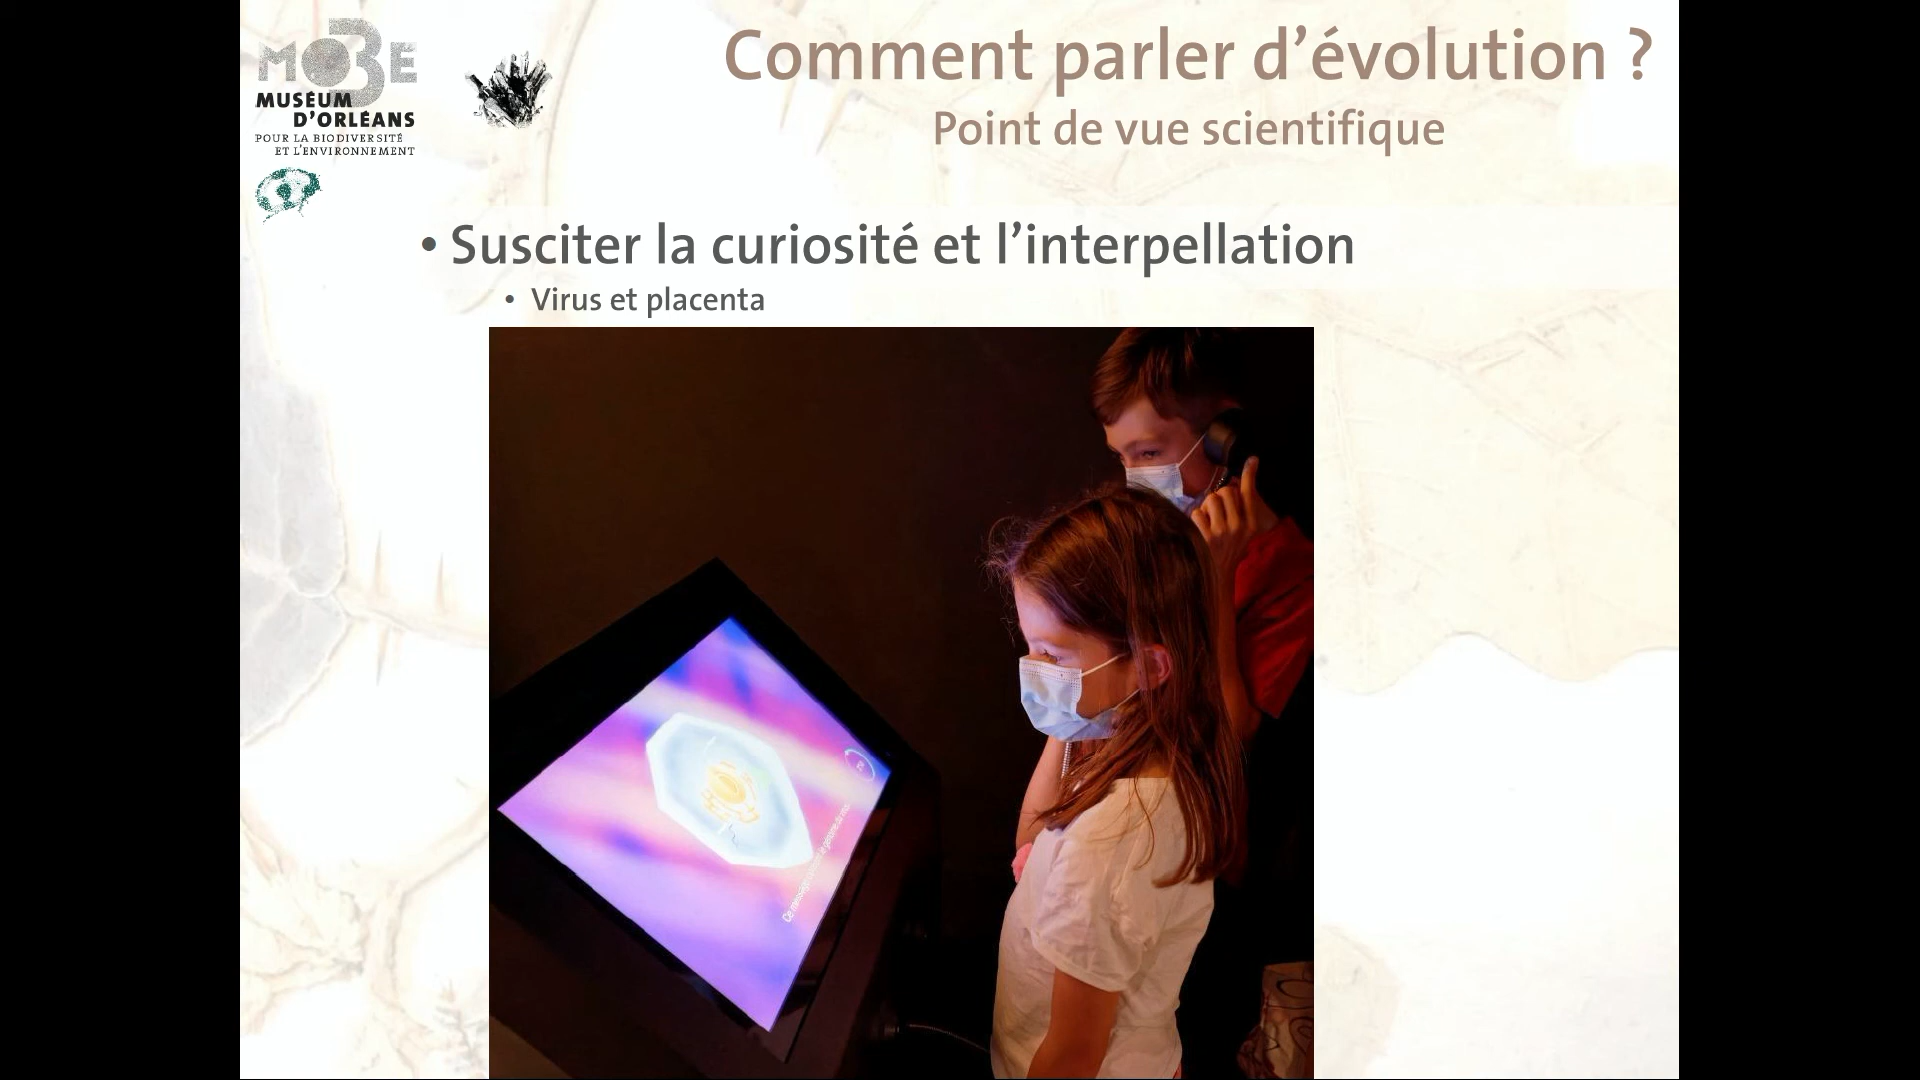 MOBE
MUSÉUM
D'ORLÉANS
POUR LA BIODIVERSITÉ
ET L'ENVIRONNEMENT
Comment parler d'évolution ?
Point de vue scientifique
• Susciter la curiosité et l'interpellation
• Virus et placenta